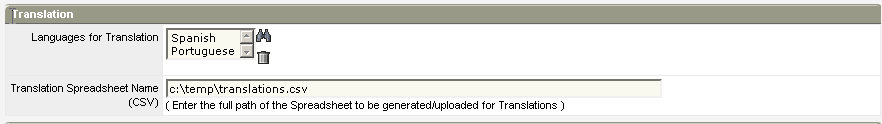 Translation
Languages for Translation
Spanish
Portuguese
Translation Spreadsheet Name
(CSV)
c:\temp\translations.csv
( Enter the full path of the Spreadsheet to be generated/uploaded for Translations )